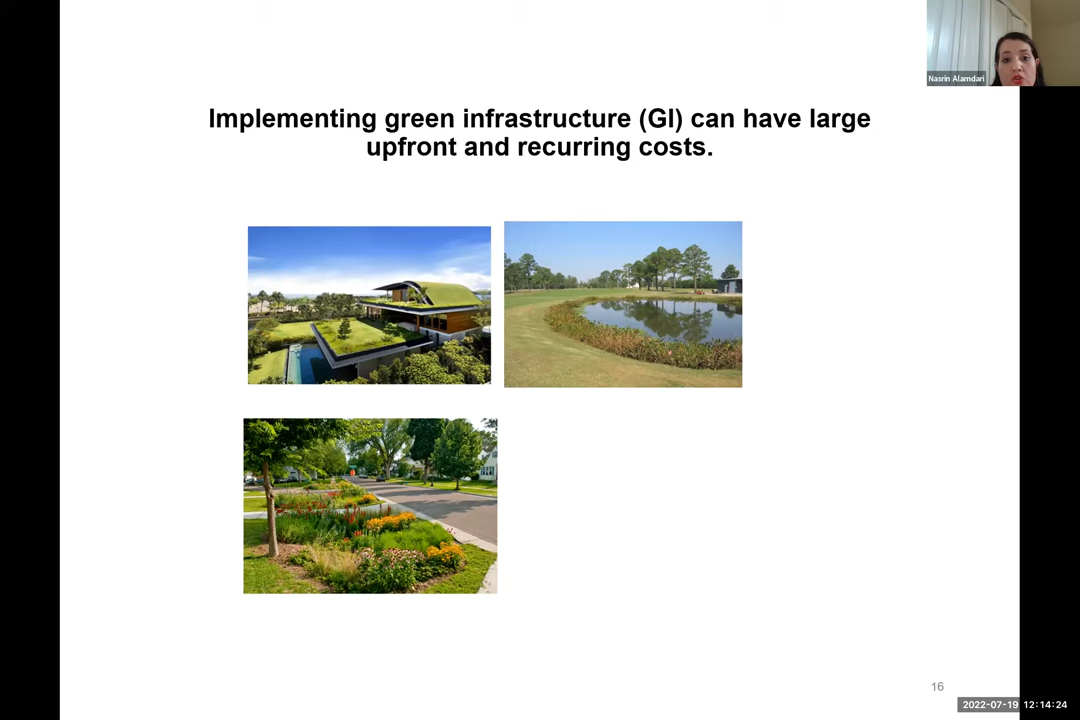 Nasrin Alamdari
Implementing green infrastructure (GI) can have large
upfront and recurring costs.
16
2022-07-19 12:14:24